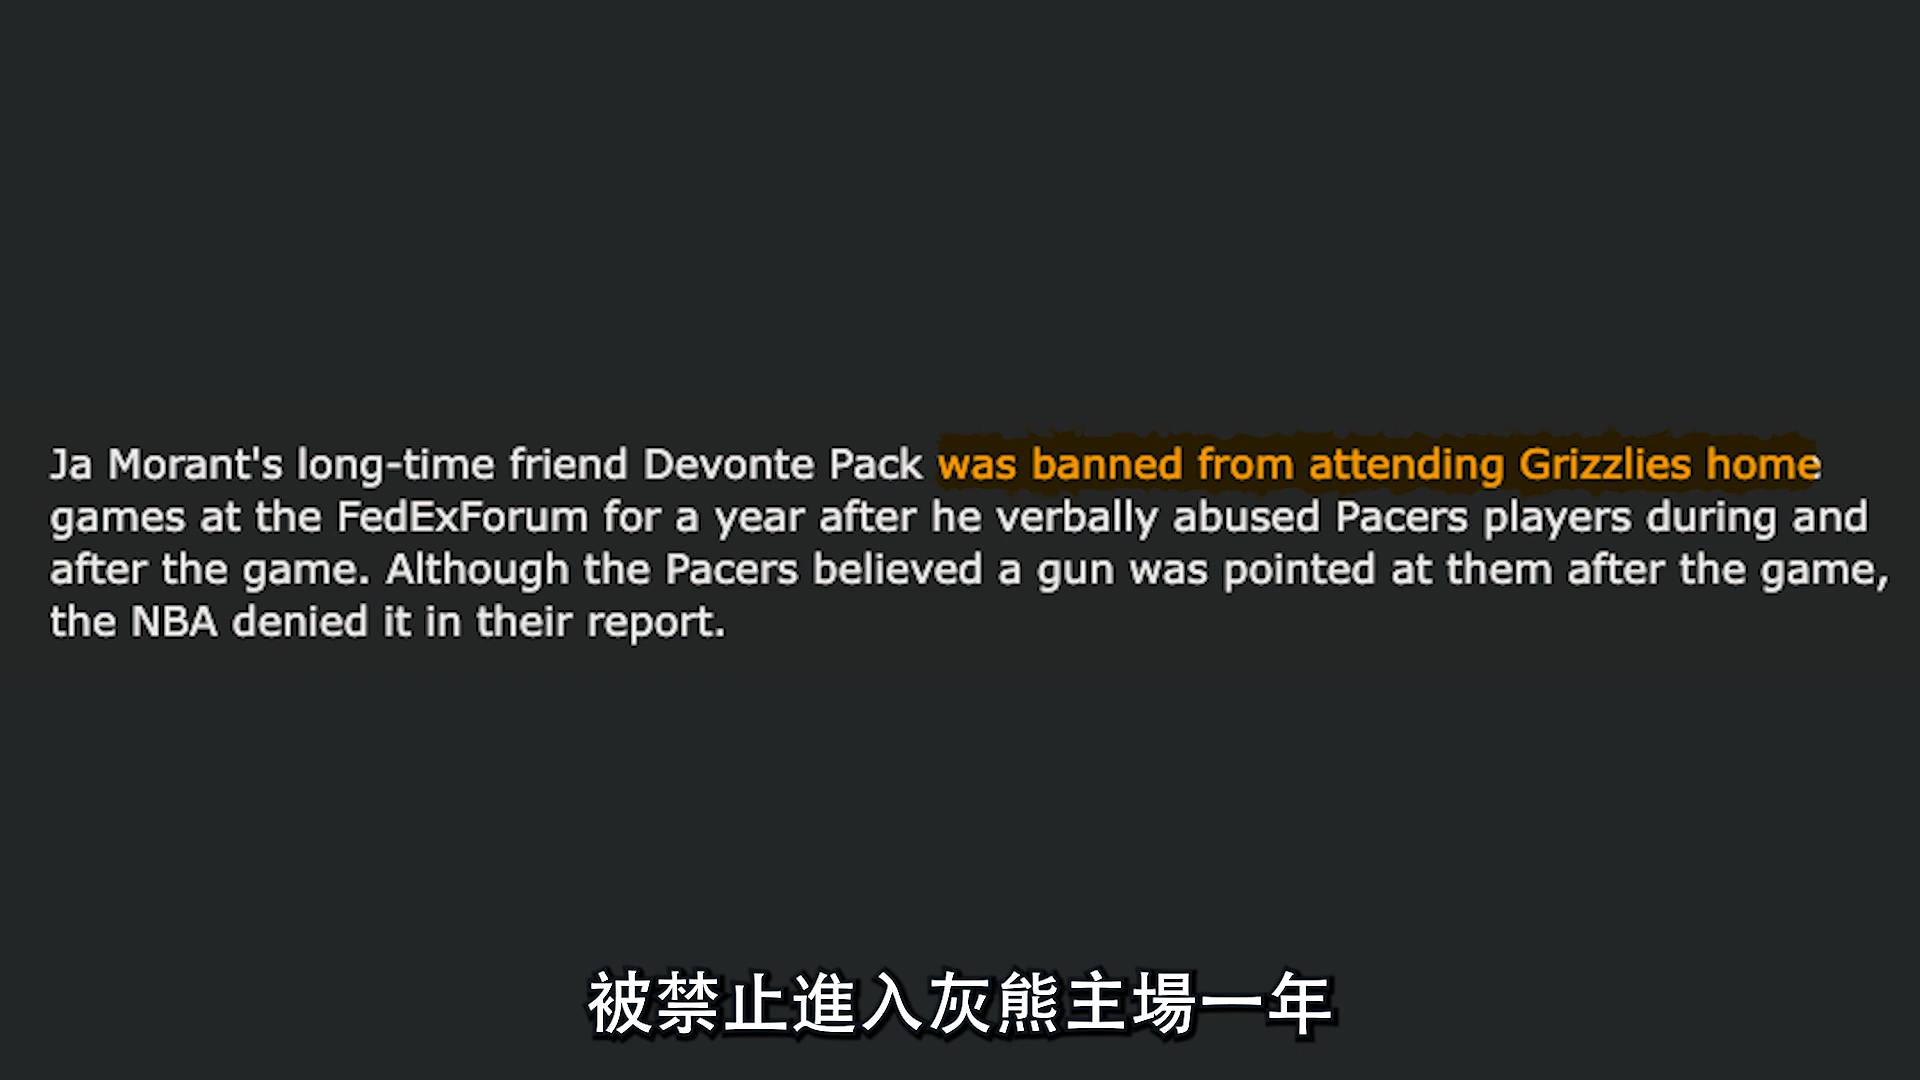 Ja Morant's long-time friend Devonte Pack was banned from attending Grizzlies home
games at the FedExForum for a year after he verbally abused Pacers players during and
after the game. Although the Pacers believed a gun was pointed at them after the game,
the NBA denied it in their report.
被禁止進入灰熊主場一年